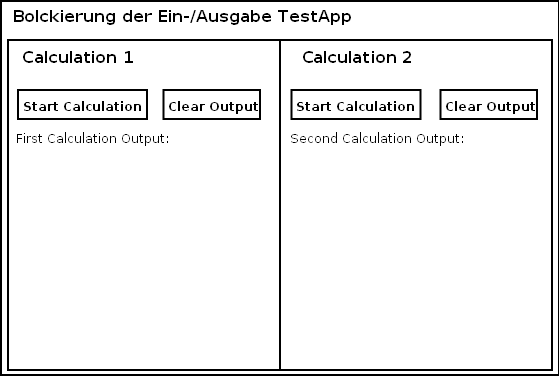 Bolckierung der Ein-/Ausgabe TestApp
Calculation 1
Start Calculation
Clear Output
First Calculation Output:
Calculation 2
Start Calculation
Clear Output
Second Calculation Output: